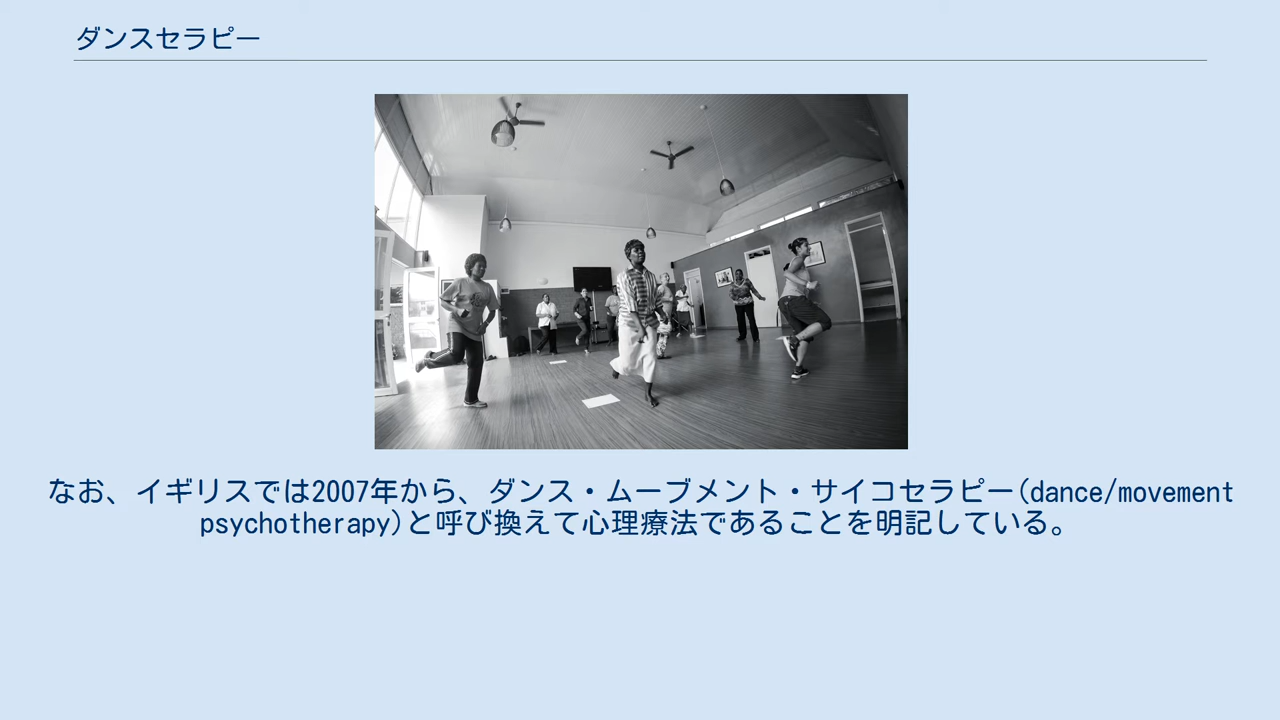 ダンスセラピー
なお、イギリスでは2007年から、ダンス・ムーブメント・サイコセラピー(dance/movement
psychotherapy)と呼び換えて心理療法であることを明記している。